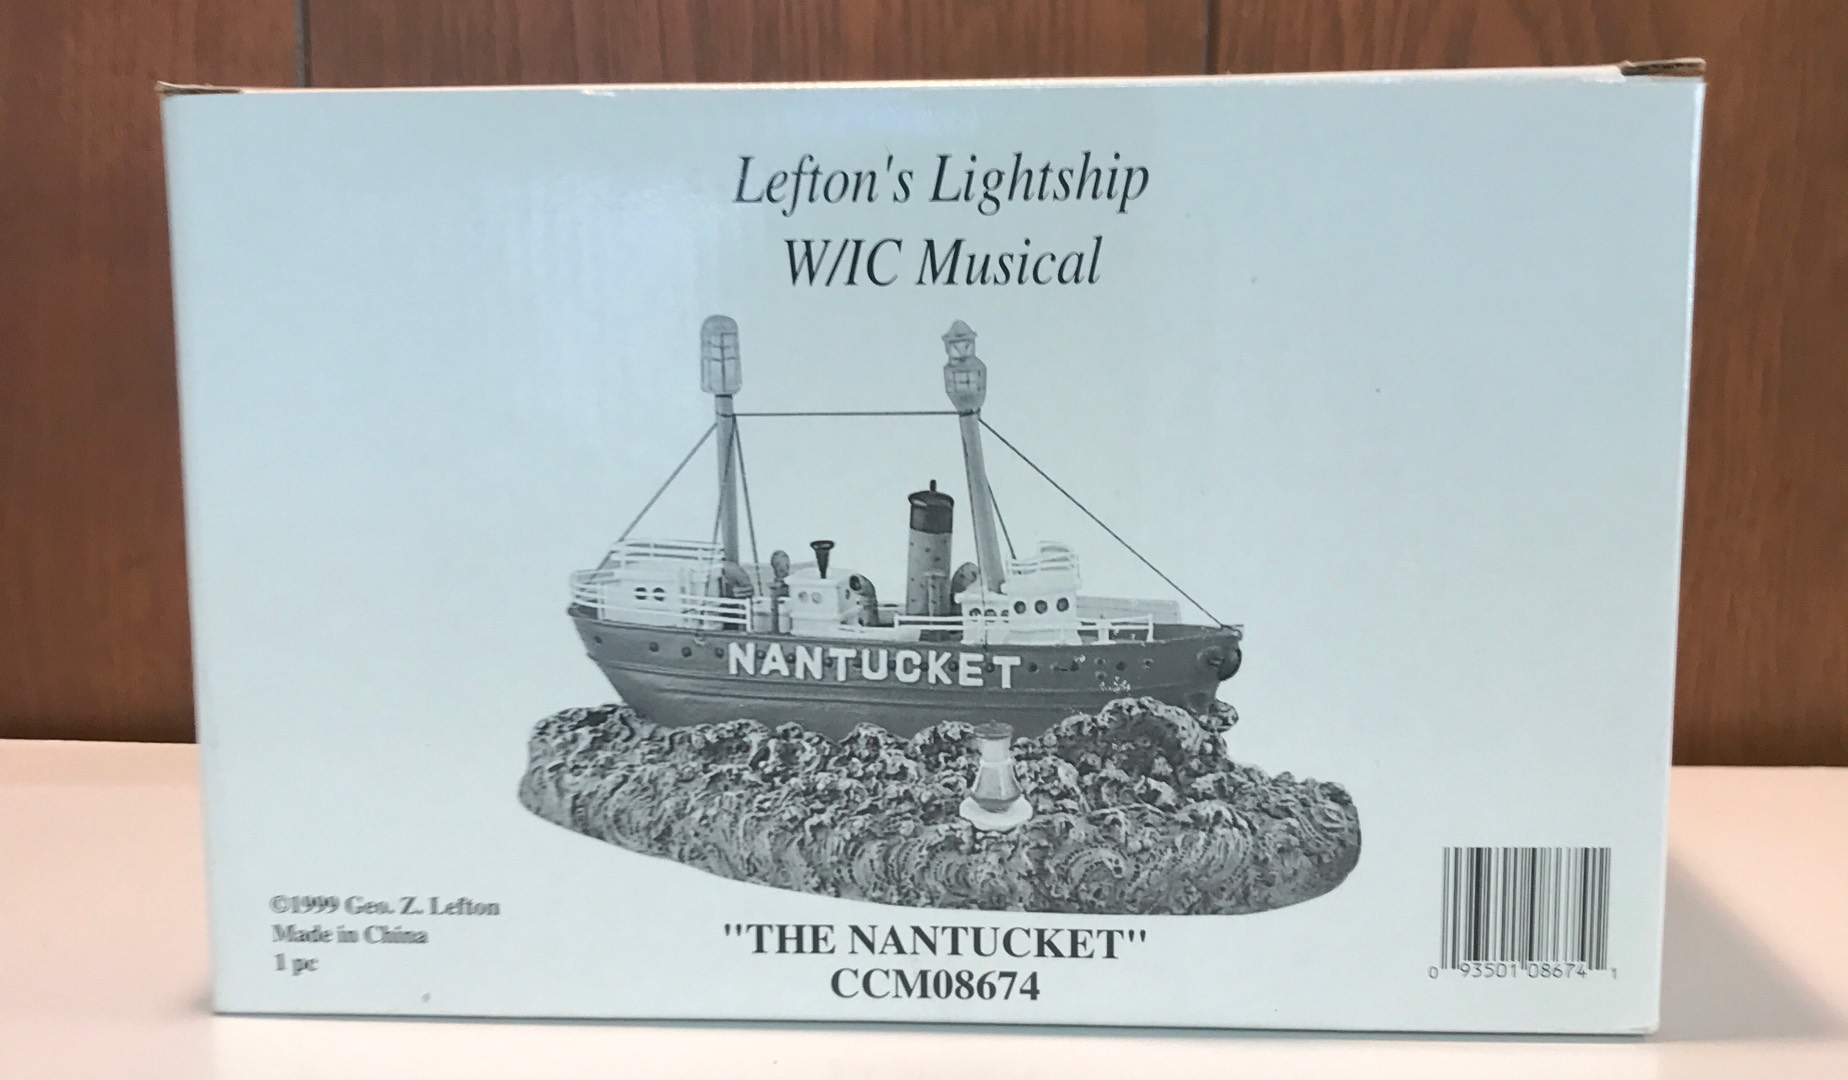 Lefton's Lightship
W/IC Musical
NANTUCKET
©1999 Geo. Z. Lefton
Made in China
1 pc
"THE NANTUCKET"
CCM08674
0 93501 08674 1